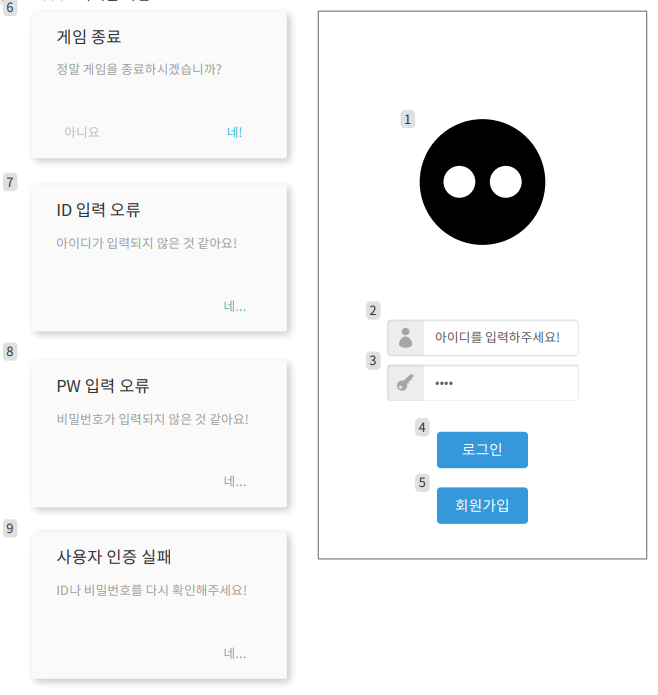 6
게임 종료
정말 게임을 종료하시겠습니까?
아니요 네!
7
ID 입력 오류
아이디가 입력되지 않은 것 같아요!
네...
8
PW 입력 오류
비밀번호가 입력되지 않은 것 같아요!
네...
9
사용자 인증 실패
ID나 비밀번호를 다시 확인해주세요!
네...
1
2
아이디를 입력하주세요!
3
••••
4
로그인
5
회원가입